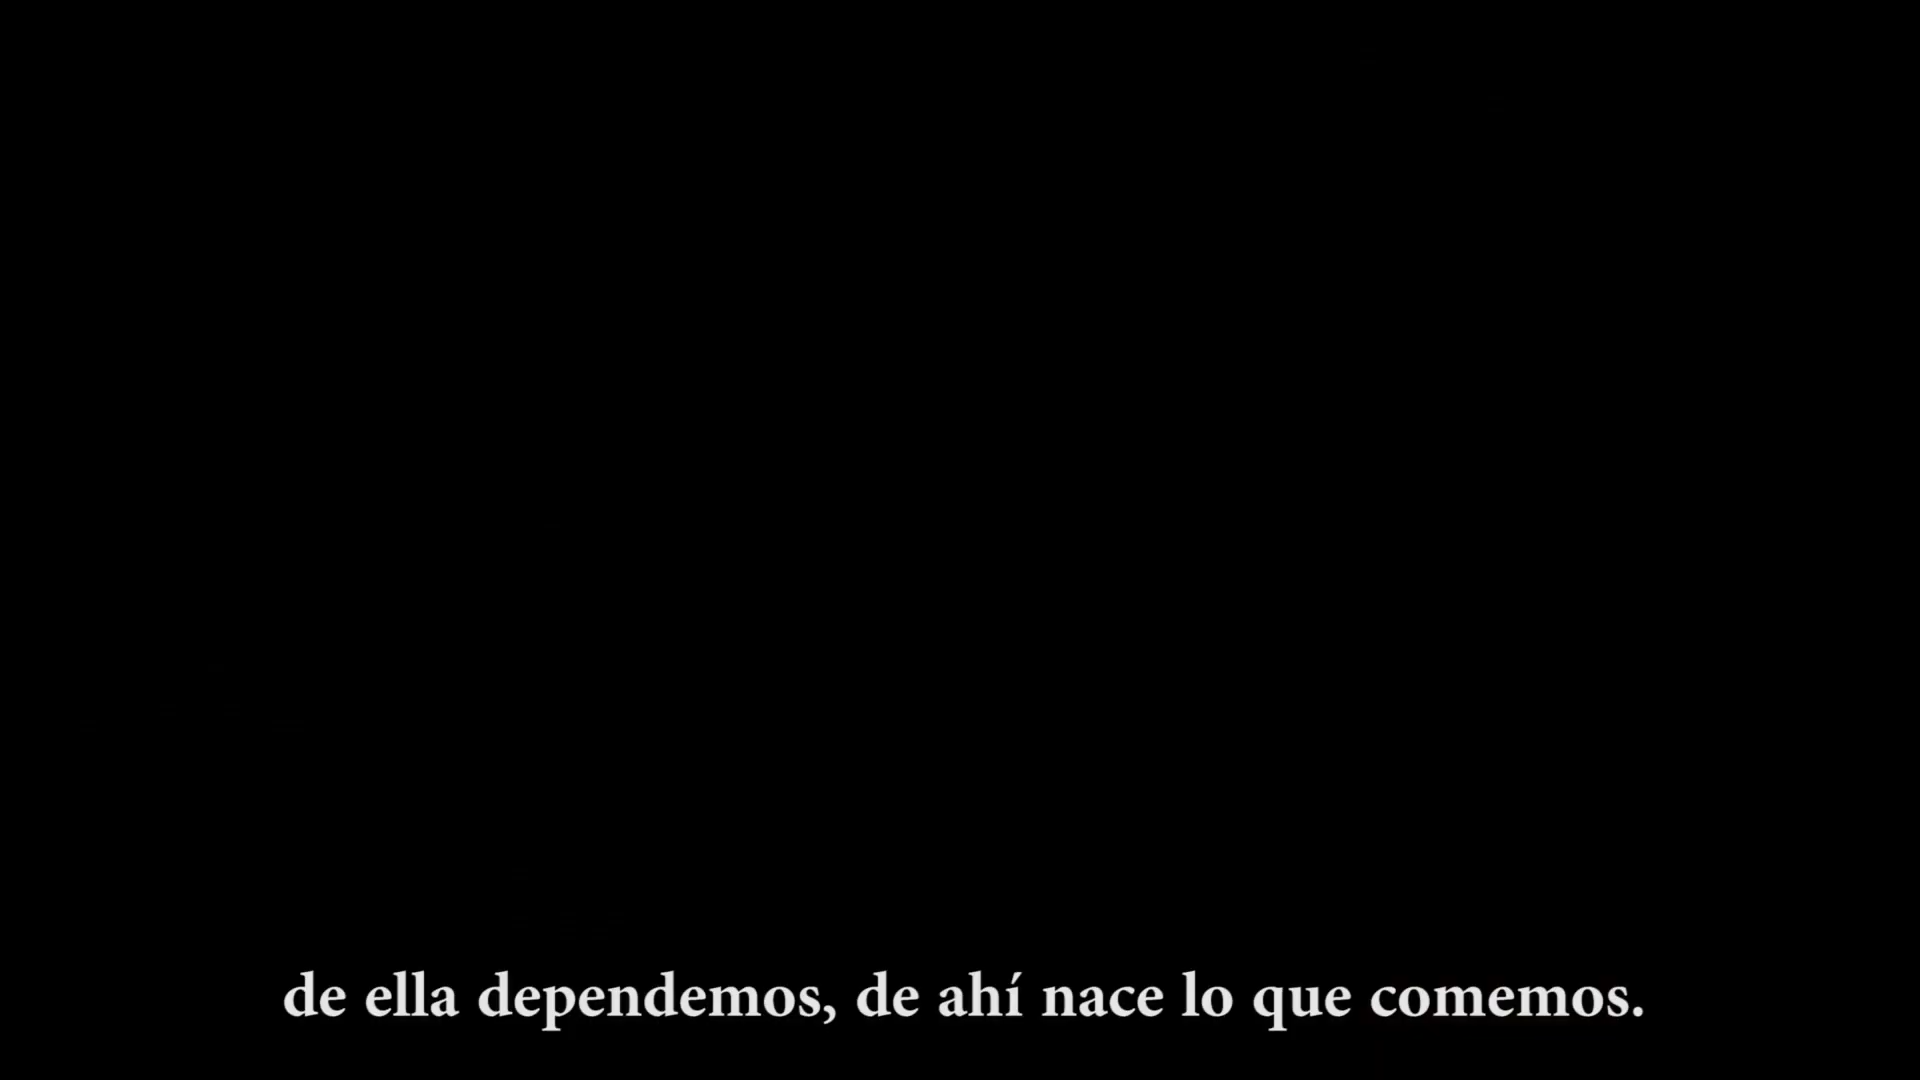 de ella dependemos, de ahí nace lo que comemos.